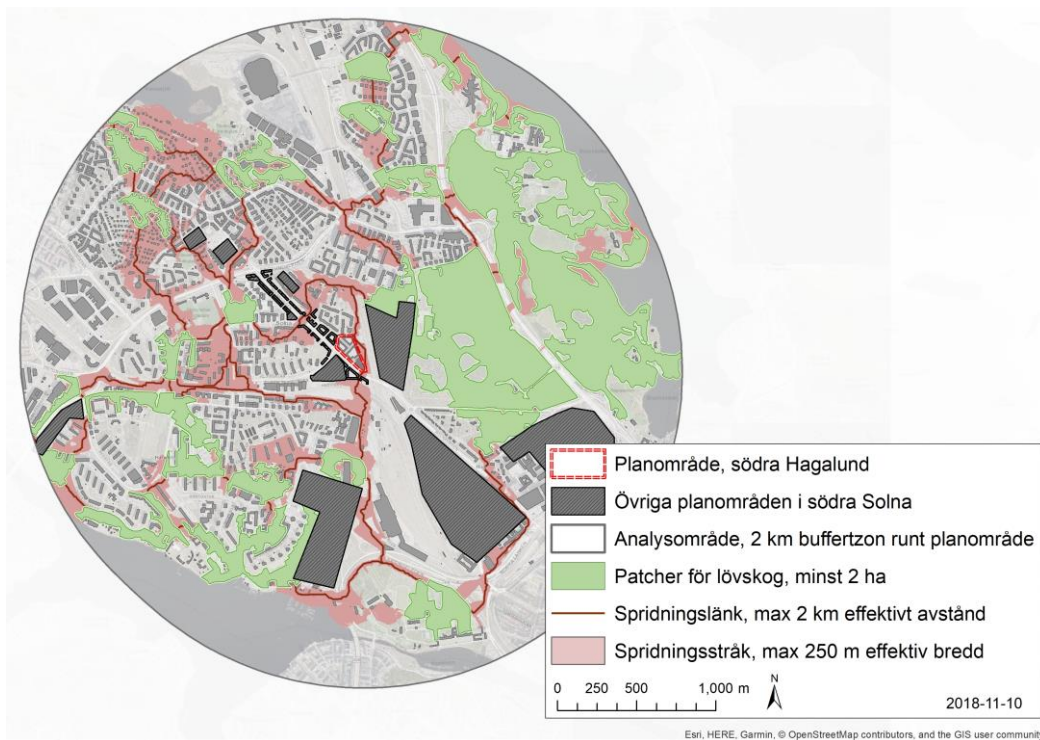 Planområde, södra Hagalund
Övriga planområden i södra Solna
Analysområde, 2 km buffertzon runt planområde
Patcher för lövskog, minst 2 ha
Spridningslänk, max 2 km effektivt avstånd
Spridningsstråk, max 250 m effektiv bredd
0 250 500 1,000 m
N
2018-11-10
Esri, HERE, Garmin, © OpenStreetMap contributors, and the GIS user community